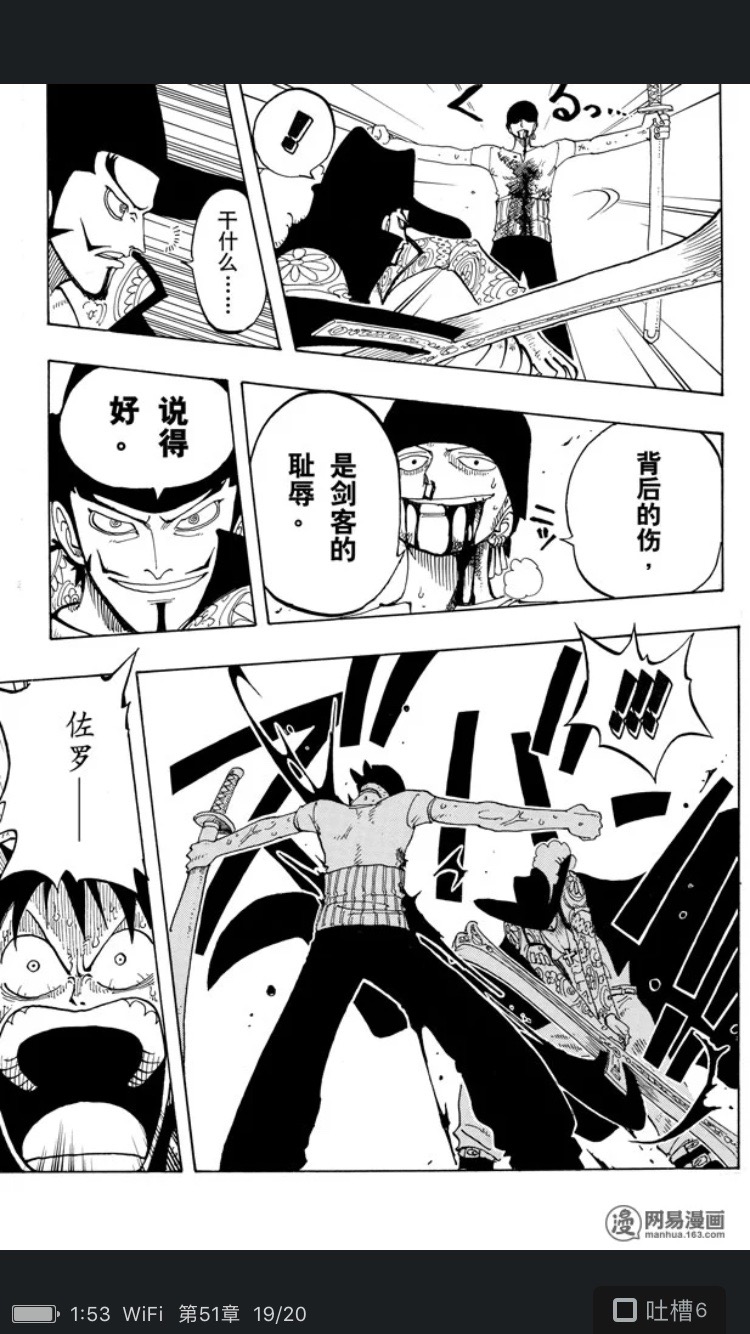 くるっ…
!!
干什么……
背后的伤，
ニッ
是剑客的
耻辱。
说得
好。
!!!
佐罗——
漫 网易漫画
manhua.163.com
1:53 WiFi 第51章 19/20
吐槽6